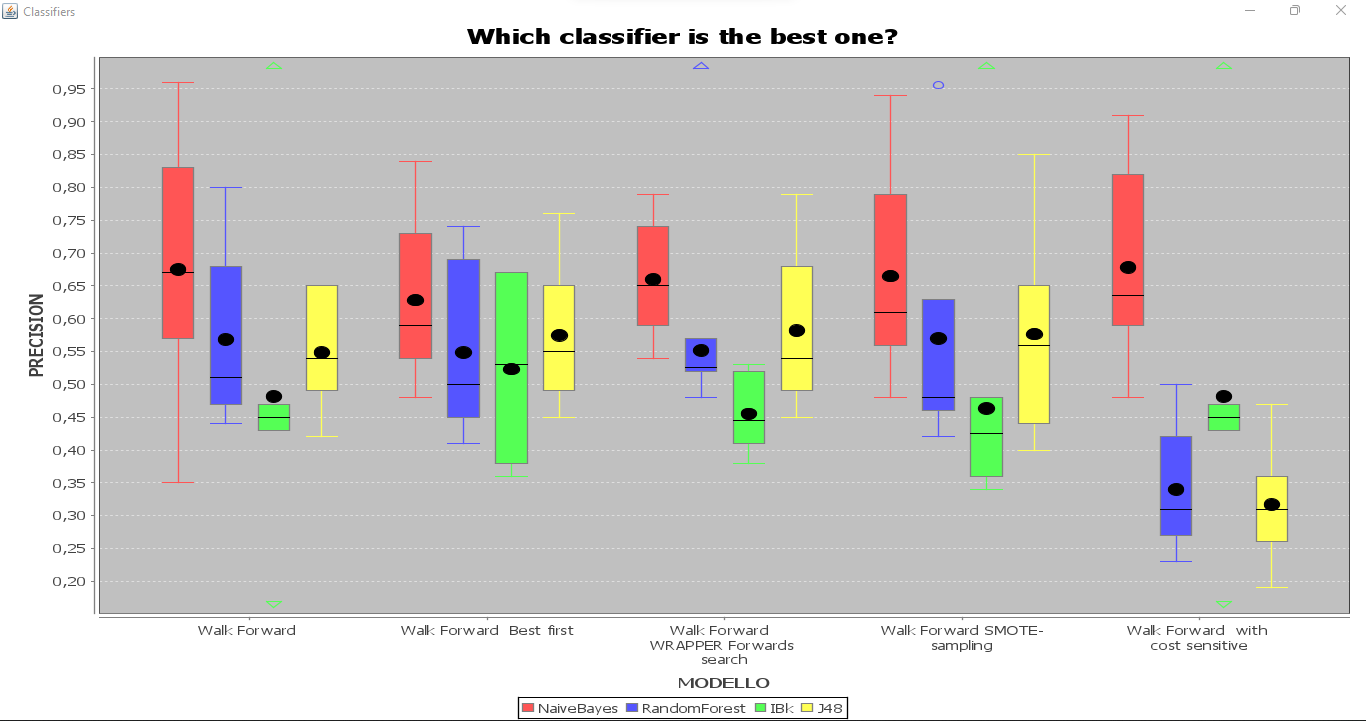 Classifiers
Which classifier is the best one?
PRECISION
0,95
0,90
0,85
0,80
0,75
0,70
0,65
0,60
0,55
0,50
0,45
0,40
0,35
0,30
0,25
0,20
Walk Forward
Walk Forward Best first
Walk Forward
WRAPPER Forwards
search
Walk Forward SMOTE-
sampling
Walk Forward with
cost sensitive
MODELLO
NaiveBayes RandomForest IBk J48